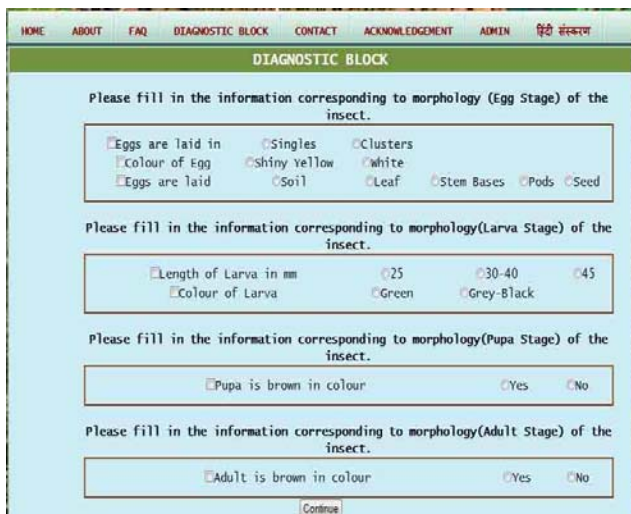 HOME ABOUT FAQ DIAGNOSTIC BLOCK CONTACT ACKNOWLEDGEMENT ADMIN हिंदी संस्करण
DIAGNOSTIC BLOCK
Please fill in the information corresponding to morphology (Egg Stage) of the
insect.
Eggs are laid in Singles Clusters
Colour of Egg Shiny Yellow White
Eggs are laid Soil Leaf Stem Bases Pods Seed
Please fill in the information corresponding to morphology(Larva Stage) of the
insect.
Length of Larva in mm 25 30-40 45
Colour of Larva Green Grey-Black
Please fill in the information corresponding to morphology(Pupa Stage) of the
insect.
Pupa is brown in colour Yes No
Please fill in the information corresponding to morphology(Adult Stage) of the
insect.
Adult is brown in colour Yes No
Continue